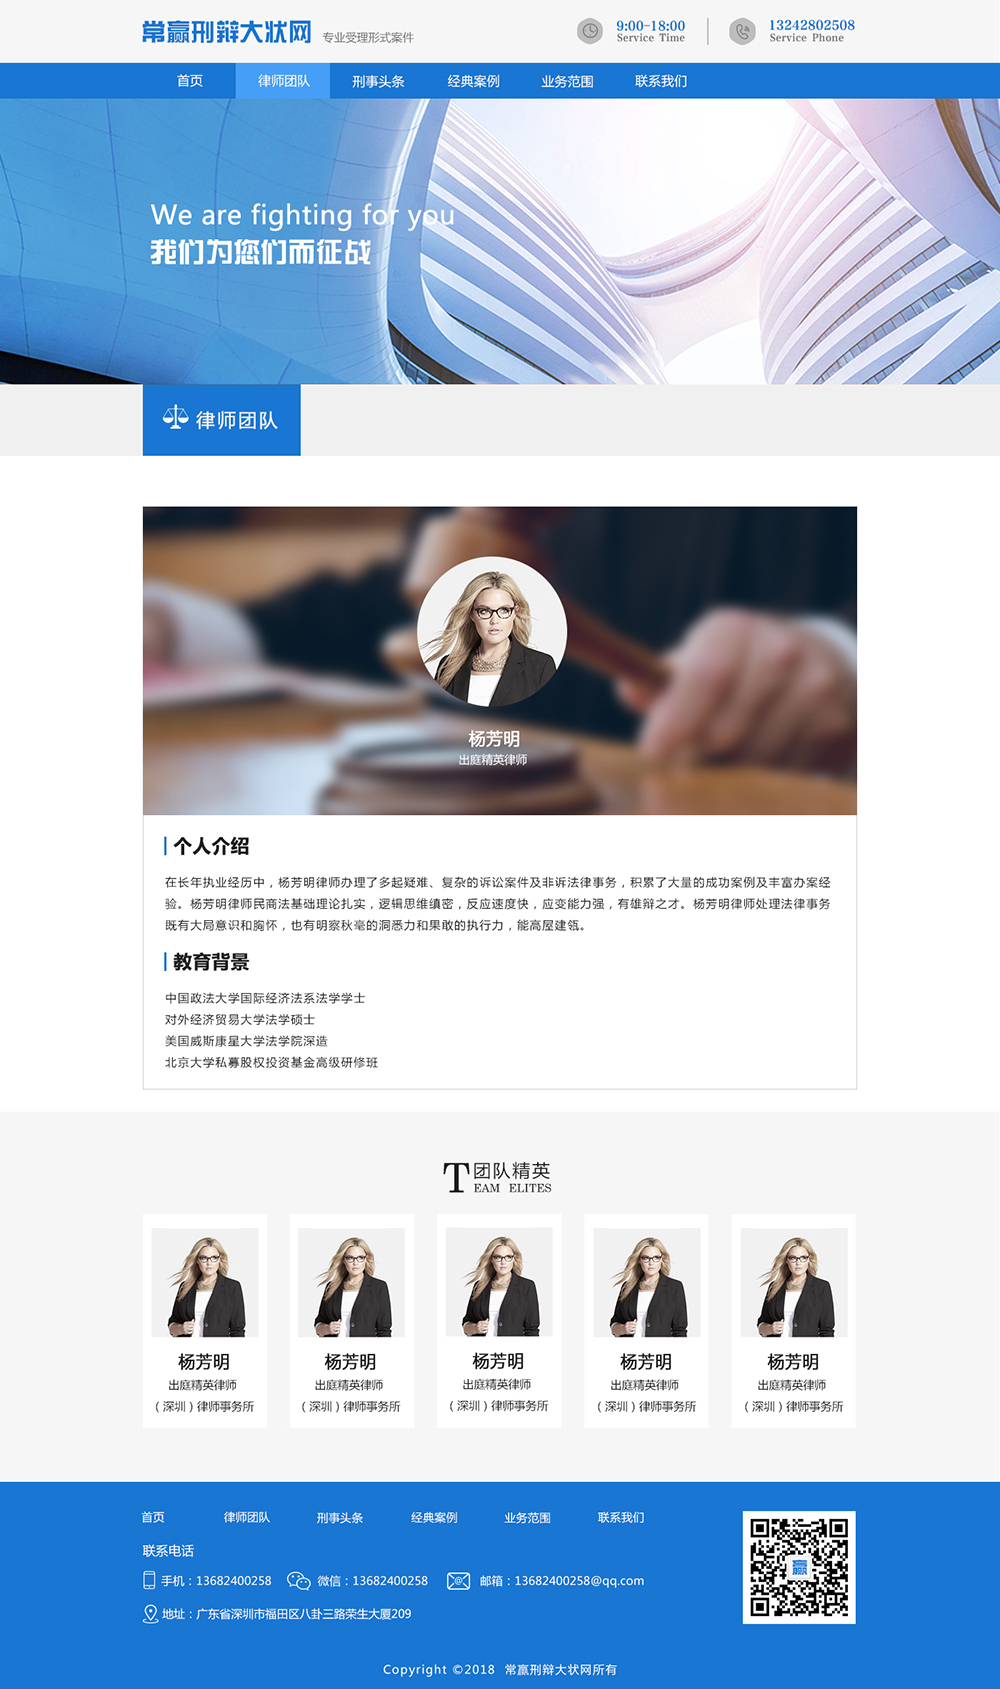 常赢刑辩大状网 专业受理形式案件
9:00-18:00
Service Time
13242802508
Service Phone
首页 律师团队 刑事头条 经典案例 业务范围 联系我们
We are fighting for you
我们为您们而征战
律师团队
杨芳明
出庭精英律师
个人介绍
在长年执业经历中，杨芳明律师办理了多起疑难、复杂的诉讼案件及非诉法律事务，积累了大量的成功案例及丰富办案经
验。杨芳明律师民商法基础理论扎实，逻辑思维缜密，反应速度快，应变能力强，有雄辩之才。杨芳明律师处理法律事务
既有大局意识和胸怀，也有明察秋毫的洞悉力和果敢的执行力，能高屋建瓴。
教育背景
中国政法大学国际经济法系法学学士
对外经济贸易大学法学硕士
美国威斯康星大学法学院深造
北京大学私募股权投资基金高级研修班
团队精英
TEAM ELITES
杨芳明 杨芳明 杨芳明 杨芳明 杨芳明
出庭精英律师 出庭精英律师 出庭精英律师 出庭精英律师 出庭精英律师
（深圳）律师事务所 （深圳）律师事务所 （深圳）律师事务所 （深圳）律师事务所 （深圳）律师事务所
首页 律师团队 刑事头条 经典案例 业务范围 联系我们
联系电话
手机：13682400258 微信：13682400258 邮箱：13682400258@qq.com
赢
地址：广东省深圳市福田区八卦三路荣生大厦209
Copyright ©2018 常赢刑辩大状网所有